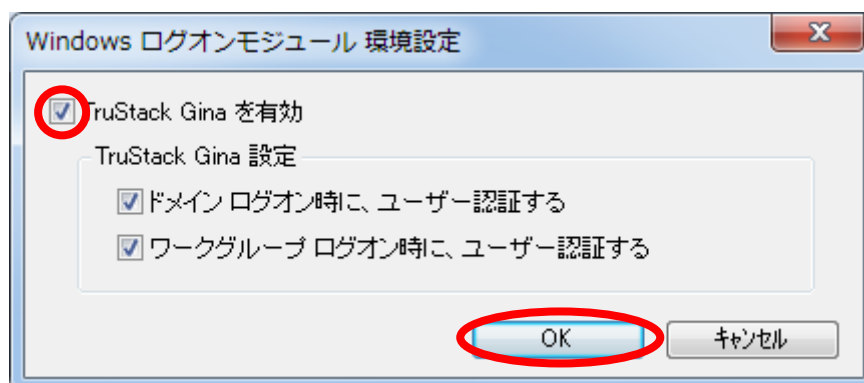 Windows ログオンモジュール 環境設定
TruStack Gina を有効
TruStack Gina 設定
ドメイン ログオン時に、ユーザー認証する
ワークグループ ログオン時に、ユーザー認証する
OK
キャンセル